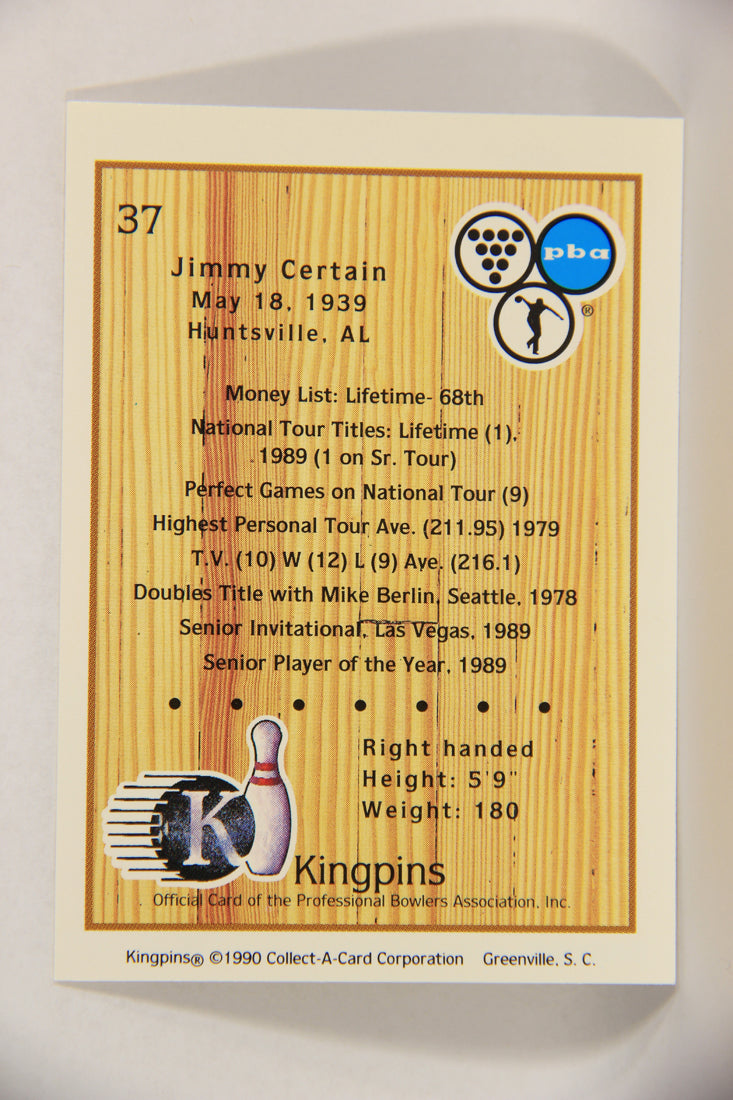 37
pba
®
Jimmy Certain
May 18, 1939
Huntsville, AL
Money List: Lifetime- 68th
National Tour Titles: Lifetime (1),
1989 (1 on Sr. Tour)
Perfect Games on National Tour (9)
Highest Personal Tour Ave. (211.95) 1979
T.V. (10) W (12) L (9) Ave. (216.1)
Doubles Title with Mike Berlin, Seattle, 1978
Senior Invitational, Las Vegas, 1989
Senior Player of the Year, 1989
Right handed
Height: 5'9"
Weight: 180
K
Kingpins
Official Card of the Professional Bowlers Association, Inc.
Kingpins® ©1990 Collect-A-Card Corporation Greenville, S. C.